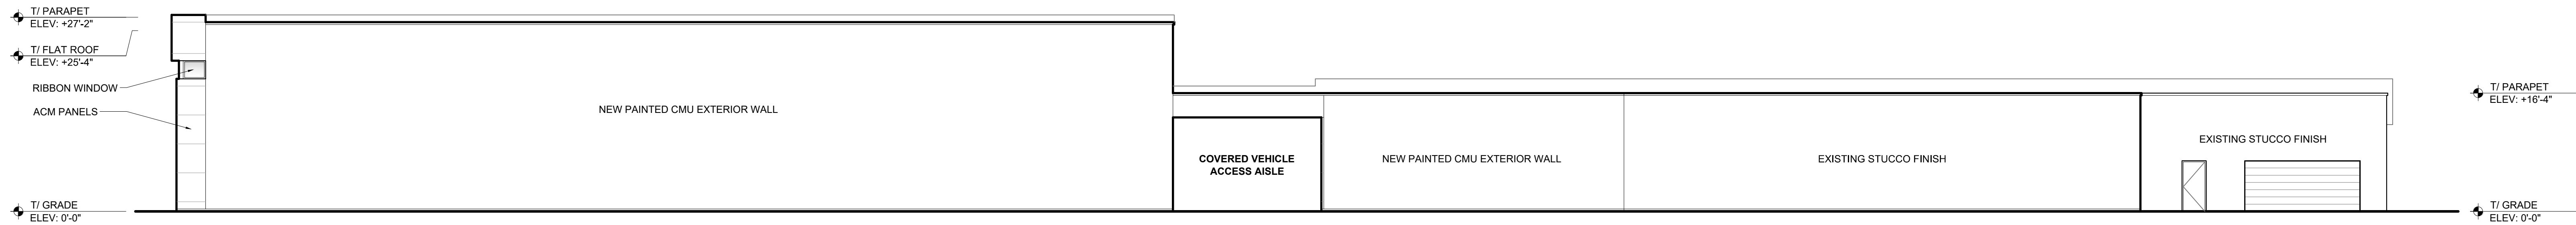 T/ PARAPET
ELEV: +27'-2"
T/ FLAT ROOF
ELEV: +25'-4"
RIBBON WINDOW
ACM PANELS
T/ GRADE
ELEV: 0'-0"
NEW PAINTED CMU EXTERIOR WALL
COVERED VEHICLE
ACCESS AISLE
NEW PAINTED CMU EXTERIOR WALL
EXISTING STUCCO FINISH
EXISTING STUCCO FINISH
T/ PARAPET
ELEV: +16'-4"
T/ GRADE
ELEV: 0'-0"